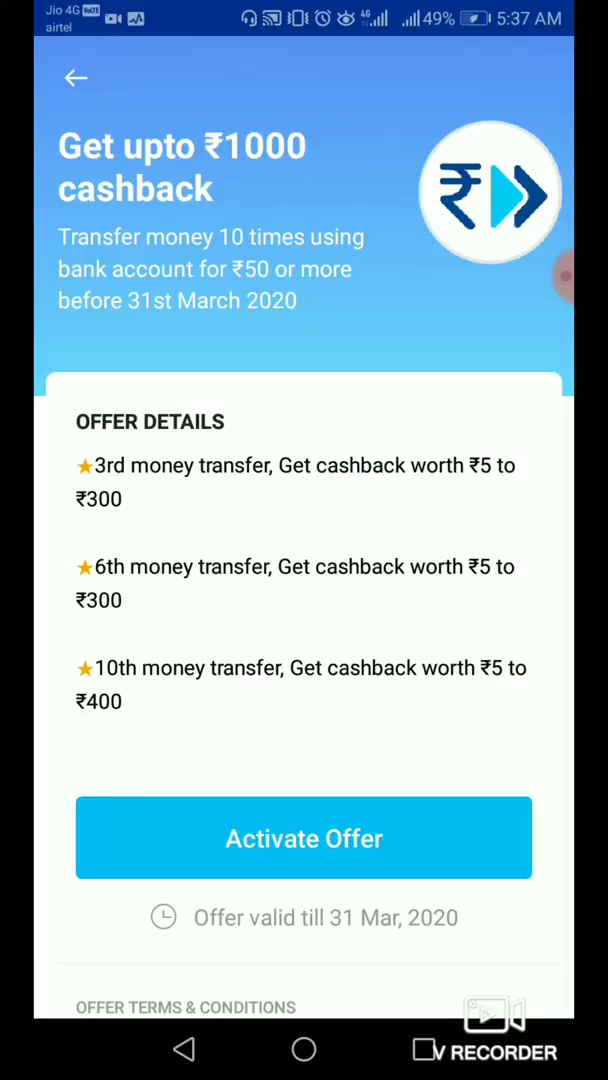 Jio 4G VoLTE
airtel
4G
49%
5:37 AM
Get upto ₹1000
cashback
Transfer money 10 times using
bank account for ₹50 or more
before 31st March 2020
OFFER DETAILS
★3rd money transfer, Get cashback worth ₹5 to
₹300
★6th money transfer, Get cashback worth ₹5 to
₹300
★10th money transfer, Get cashback worth ₹5 to
₹400
Activate Offer
Offer valid till 31 Mar, 2020
OFFER TERMS & CONDITIONS
V RECORDER